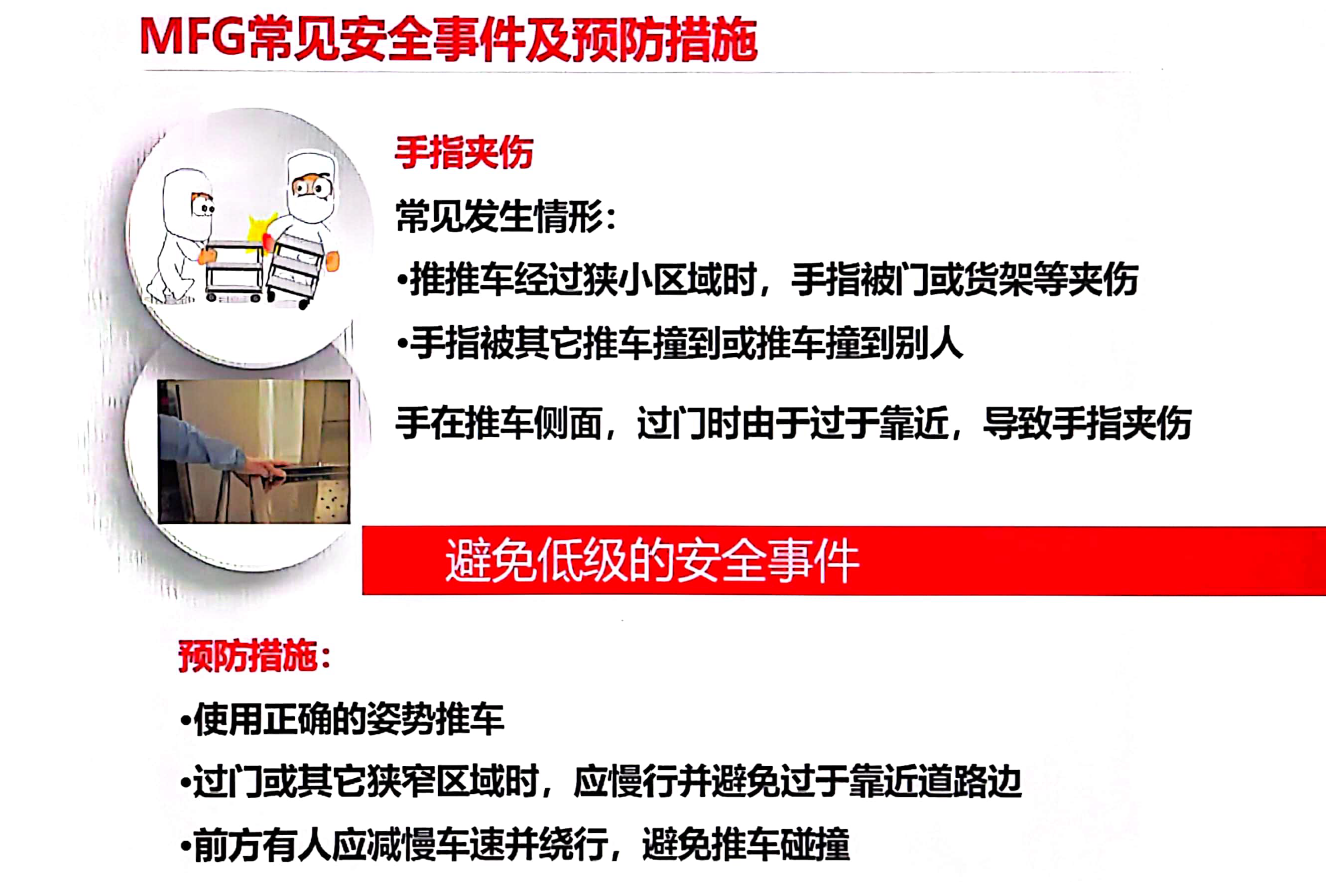 MFG常见安全事件及预防措施
手指夹伤
常见发生情形：
•推推车经过狭小区域时，手指被门或货架等夹伤
•手指被其它推车撞到或推车撞到别人
手在推车侧面，过门时由于过于靠近，导致手指夹伤
避免低级的安全事件
预防措施：
•使用正确的姿势推车
•过门或其它狭窄区域时，应慢行并避免过于靠近道路边
•前方有人应减慢车速并绕行，避免推车碰撞